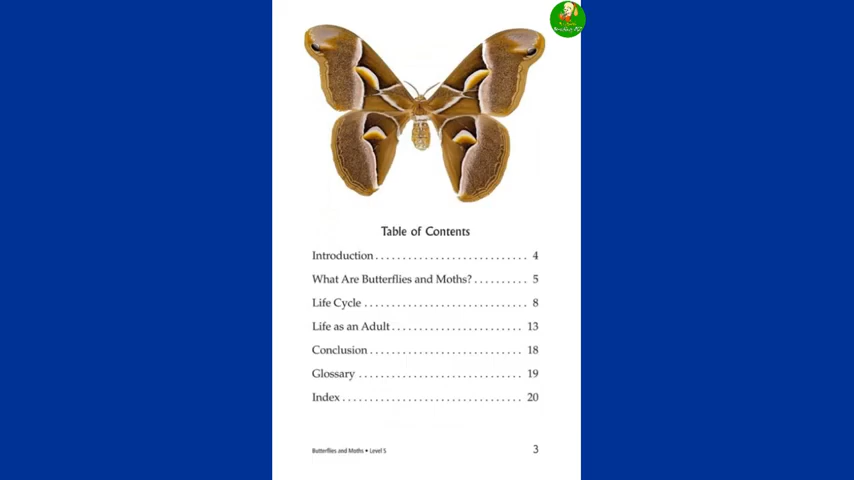 Table of Contents
Introduction ............................ 4
What Are Butterflies and Moths? .......... 5
Life Cycle .............................. 8
Life as an Adult ........................ 13
Conclusion ............................ 18
Glossary .............................. 19
Index ................................. 20
Butterflies and Moths • Level S
3